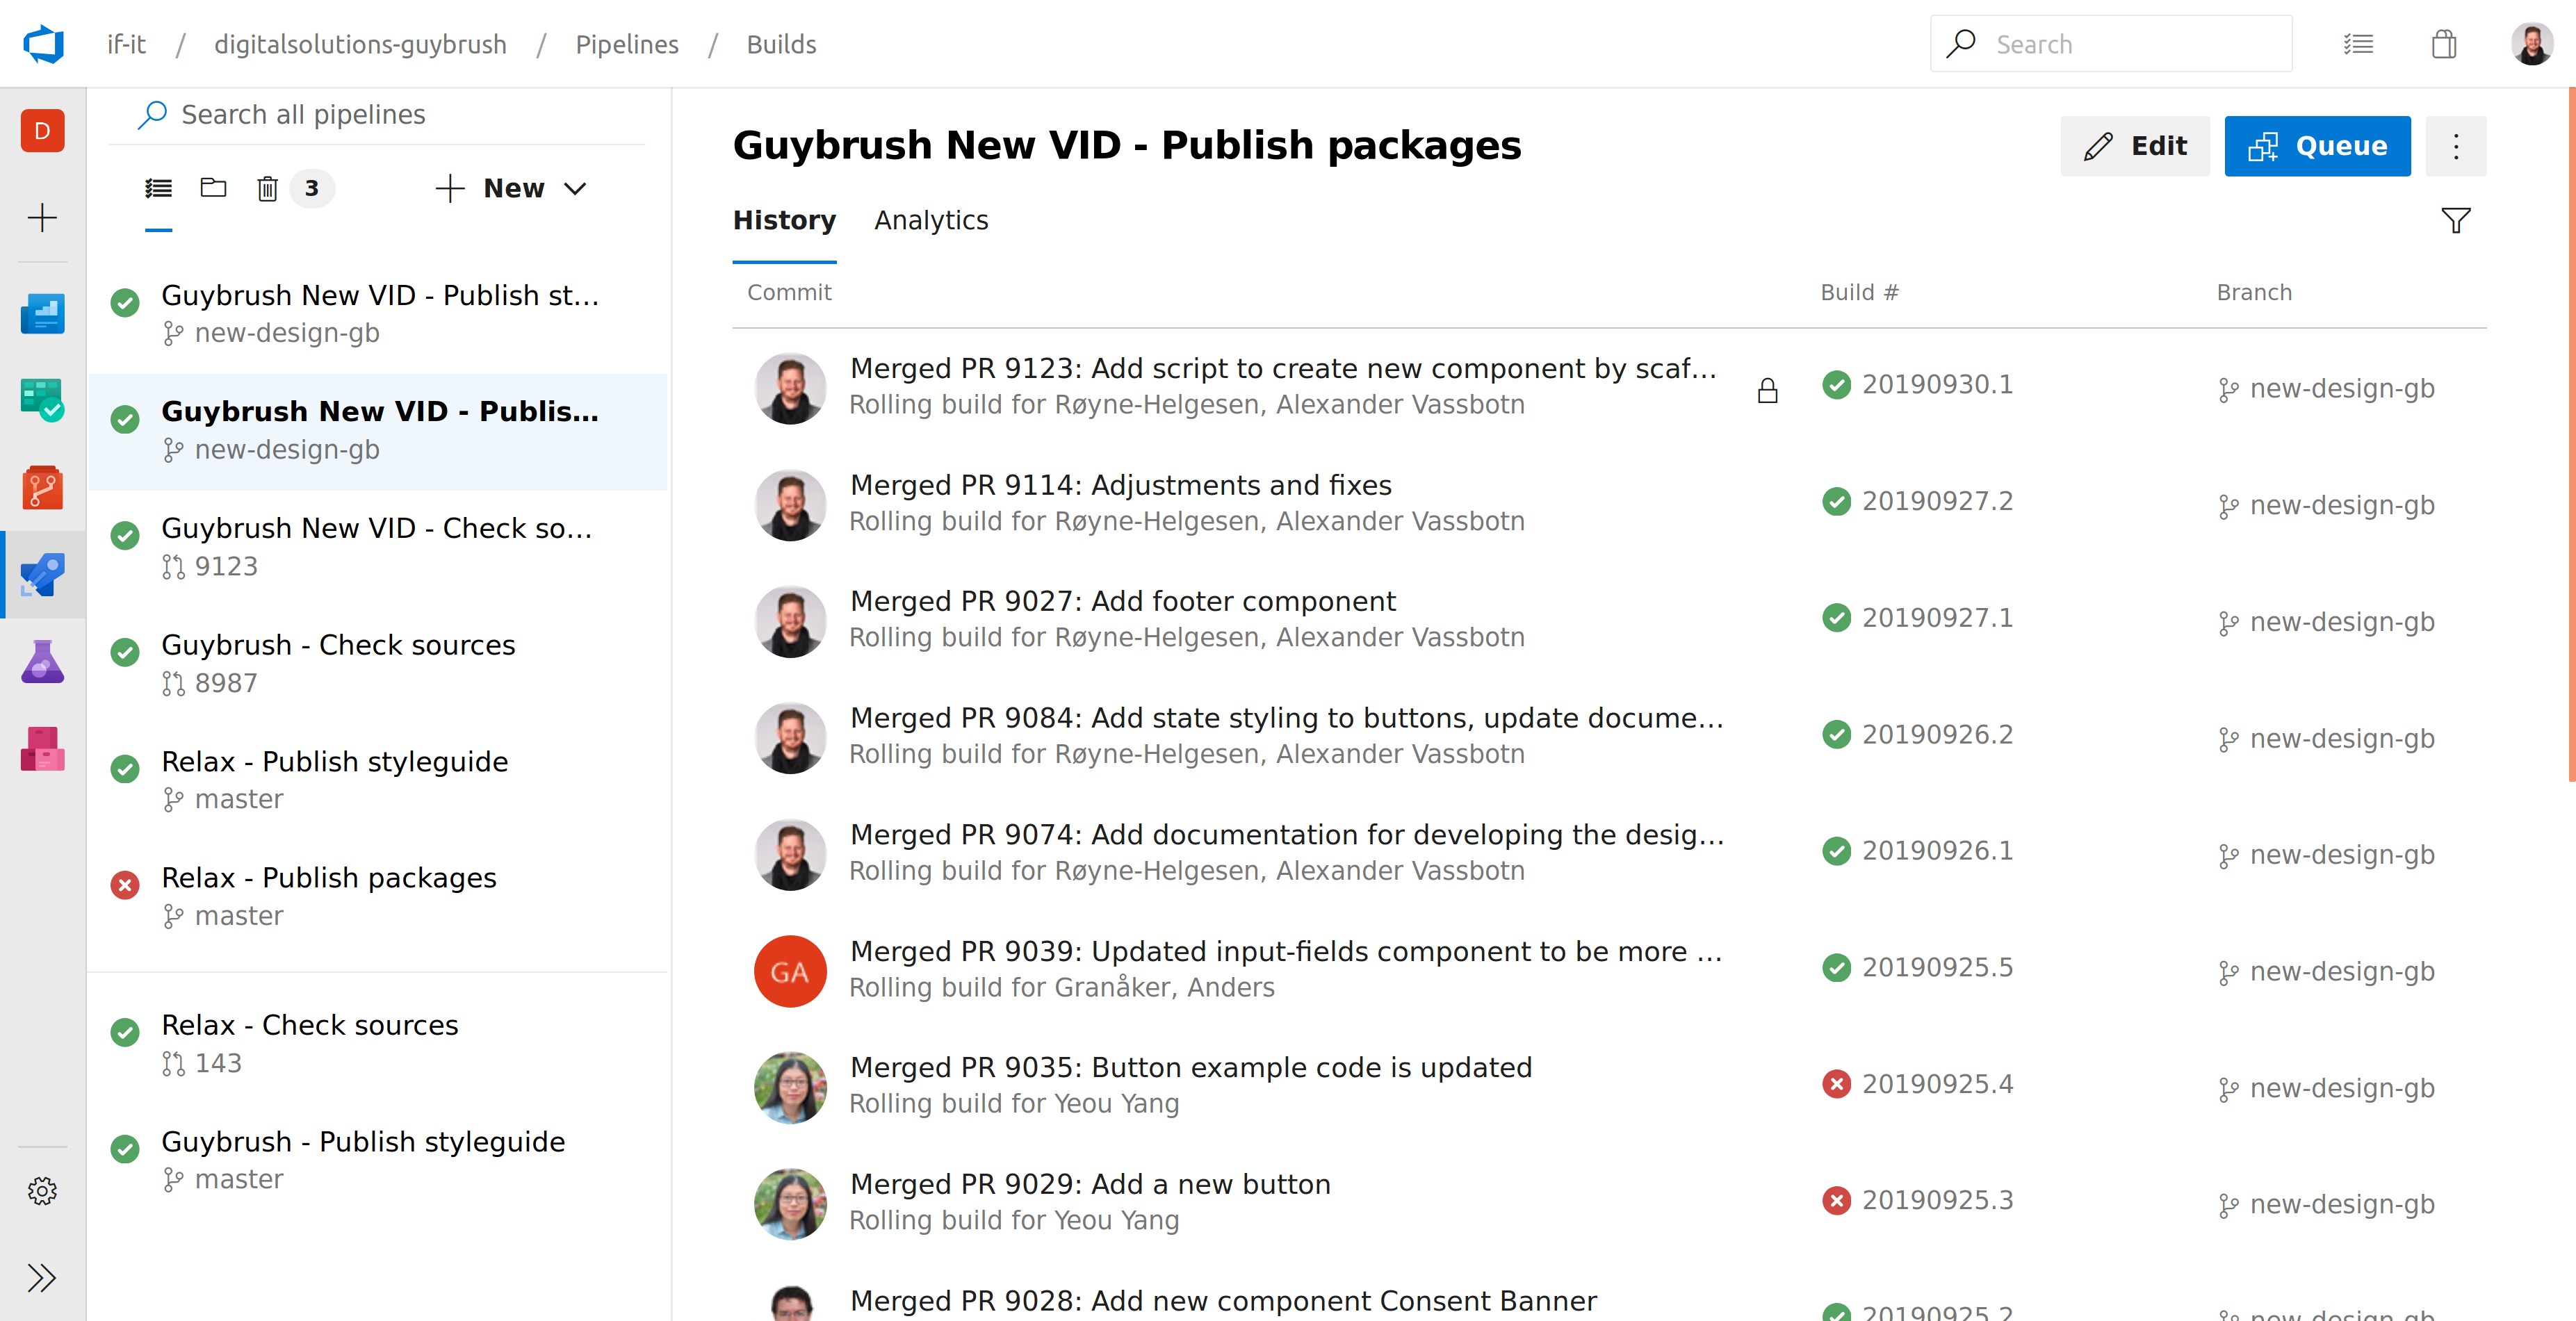 if-it / digitalsolutions-guybrush / Pipelines / Builds
Search
D
Search all pipelines
3
New
Guybrush New VID - Publish st...
new-design-gb
Guybrush New VID - Publis...
new-design-gb
Guybrush New VID - Check so...
9123
Guybrush - Check sources
8987
Relax - Publish styleguide
master
Relax - Publish packages
master
Relax - Check sources
143
Guybrush - Publish styleguide
master
Guybrush New VID - Publish packages
Edit
Queue
History Analytics
Commit Build # Branch
Merged PR 9123: Add script to create new component by scaf...
Rolling build for Røyne-Helgesen, Alexander Vassbotn
20190930.1 new-design-gb
Merged PR 9114: Adjustments and fixes
Rolling build for Røyne-Helgesen, Alexander Vassbotn
20190927.2 new-design-gb
Merged PR 9027: Add footer component
Rolling build for Røyne-Helgesen, Alexander Vassbotn
20190927.1 new-design-gb
Merged PR 9084: Add state styling to buttons, update docume...
Rolling build for Røyne-Helgesen, Alexander Vassbotn
20190926.2 new-design-gb
Merged PR 9074: Add documentation for developing the desig...
Rolling build for Røyne-Helgesen, Alexander Vassbotn
20190926.1 new-design-gb
GA
Merged PR 9039: Updated input-fields component to be more ...
Rolling build for Granåker, Anders
20190925.5 new-design-gb
Merged PR 9035: Button example code is updated
Rolling build for Yeou Yang
20190925.4 new-design-gb
Merged PR 9029: Add a new button
Rolling build for Yeou Yang
20190925.3 new-design-gb
Merged PR 9028: Add new component Consent Banner
20190925.2 new-design-gb